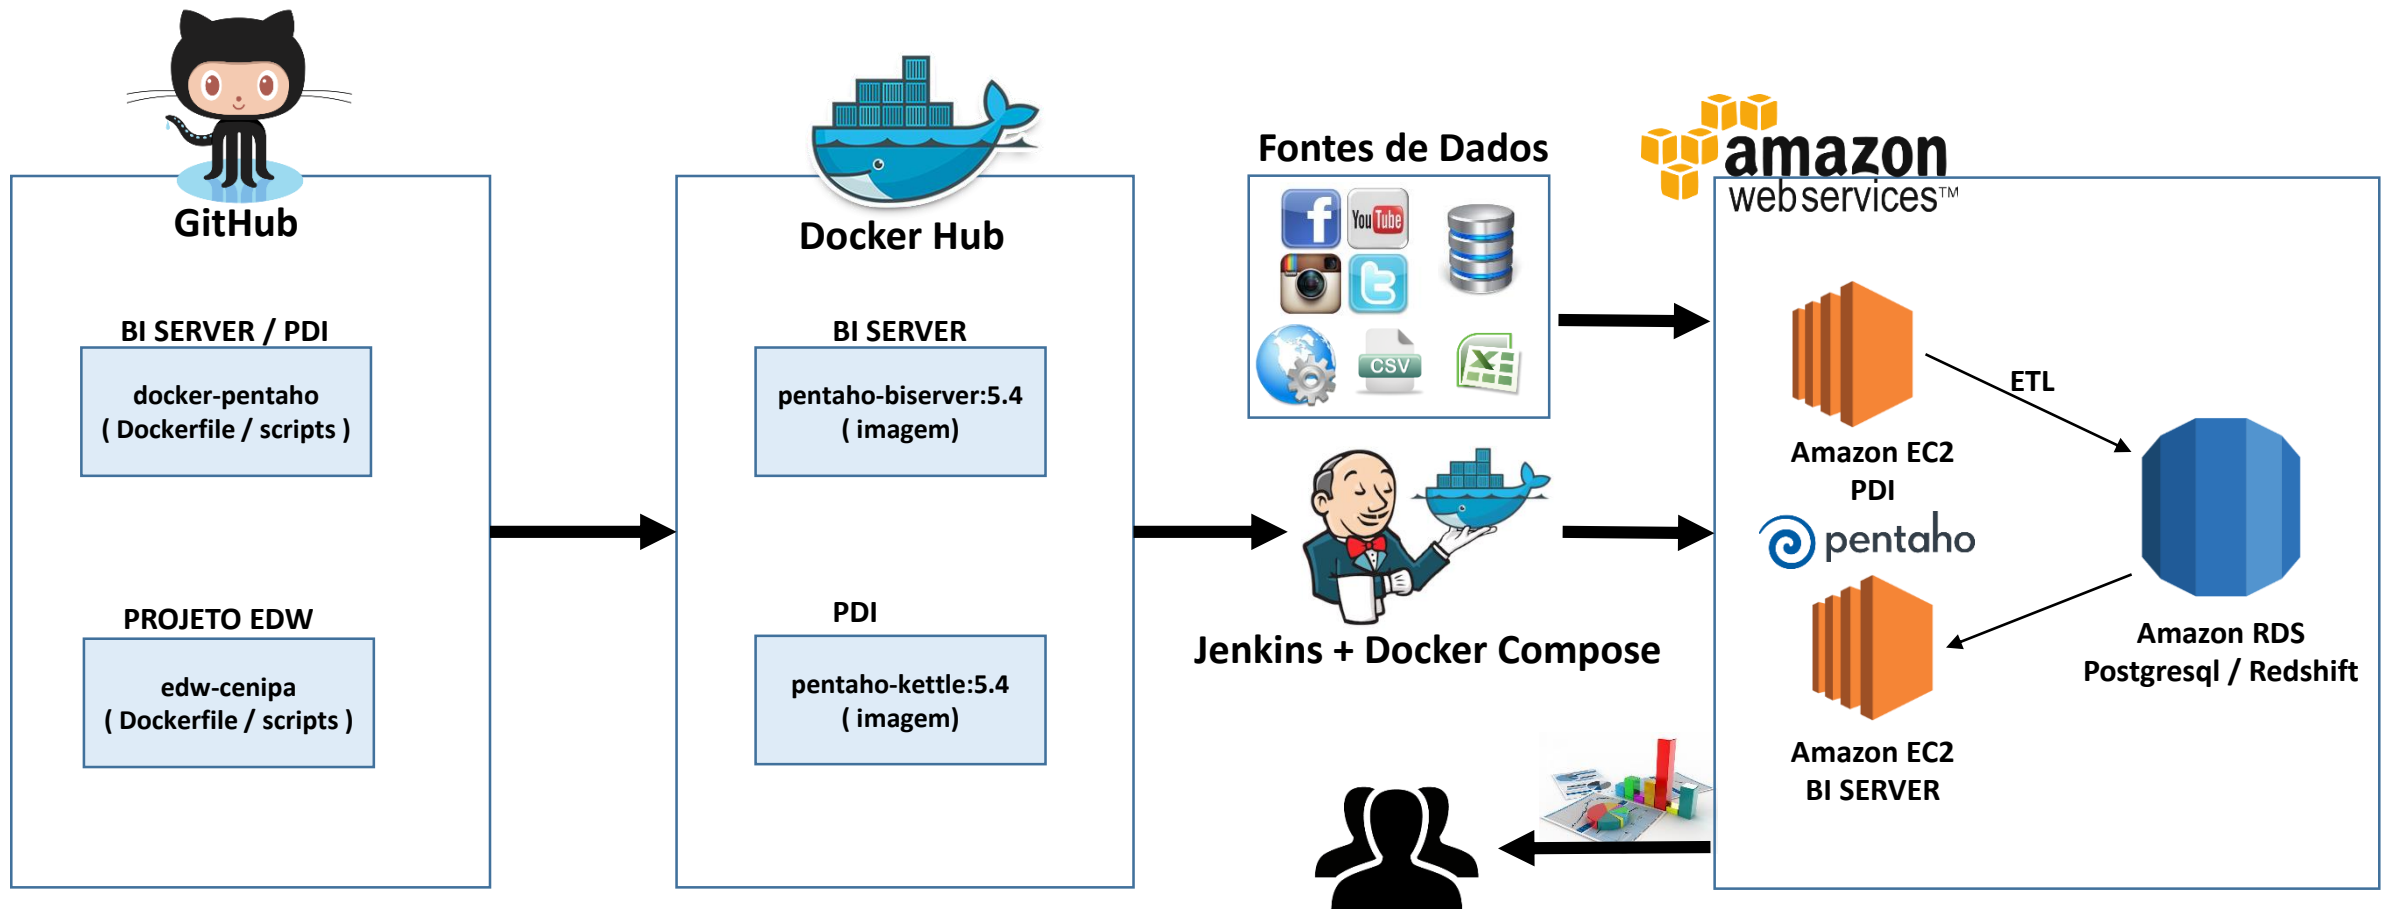 GitHub
BI SERVER / PDI
docker-pentaho
( Dockerfile / scripts )
PROJETO EDW
edw-cenipa
( Dockerfile / scripts )
Docker Hub
BI SERVER
pentaho-biserver:5.4
( imagem)
PDI
pentaho-kettle:5.4
( imagem)
Fontes de Dados
f
You Tube
t
CSV
X
Jenkins + Docker Compose
amazon
webservices™
ETL
Amazon EC2
PDI
pentaho
Amazon RDS
Postgresql / Redshift
Amazon EC2
BI SERVER